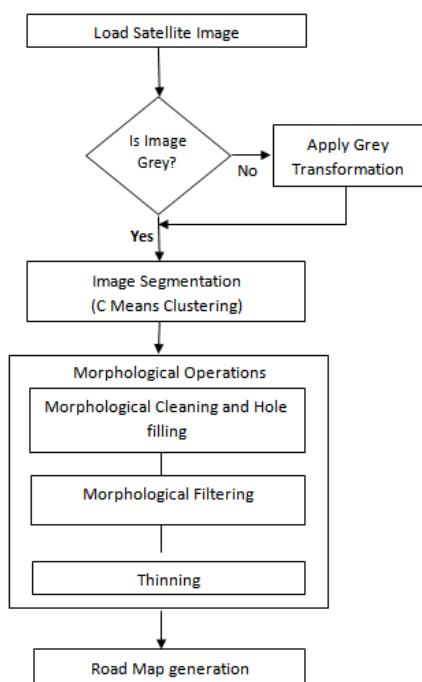 Load Satellite Image
Is Image
Grey?
No
Apply Grey
Transformation
Yes
Image Segmentation
(C Means Clustering)
Morphological Operations
Morphological Cleaning and Hole
filling
Morphological Filtering
Thinning
Road Map generation